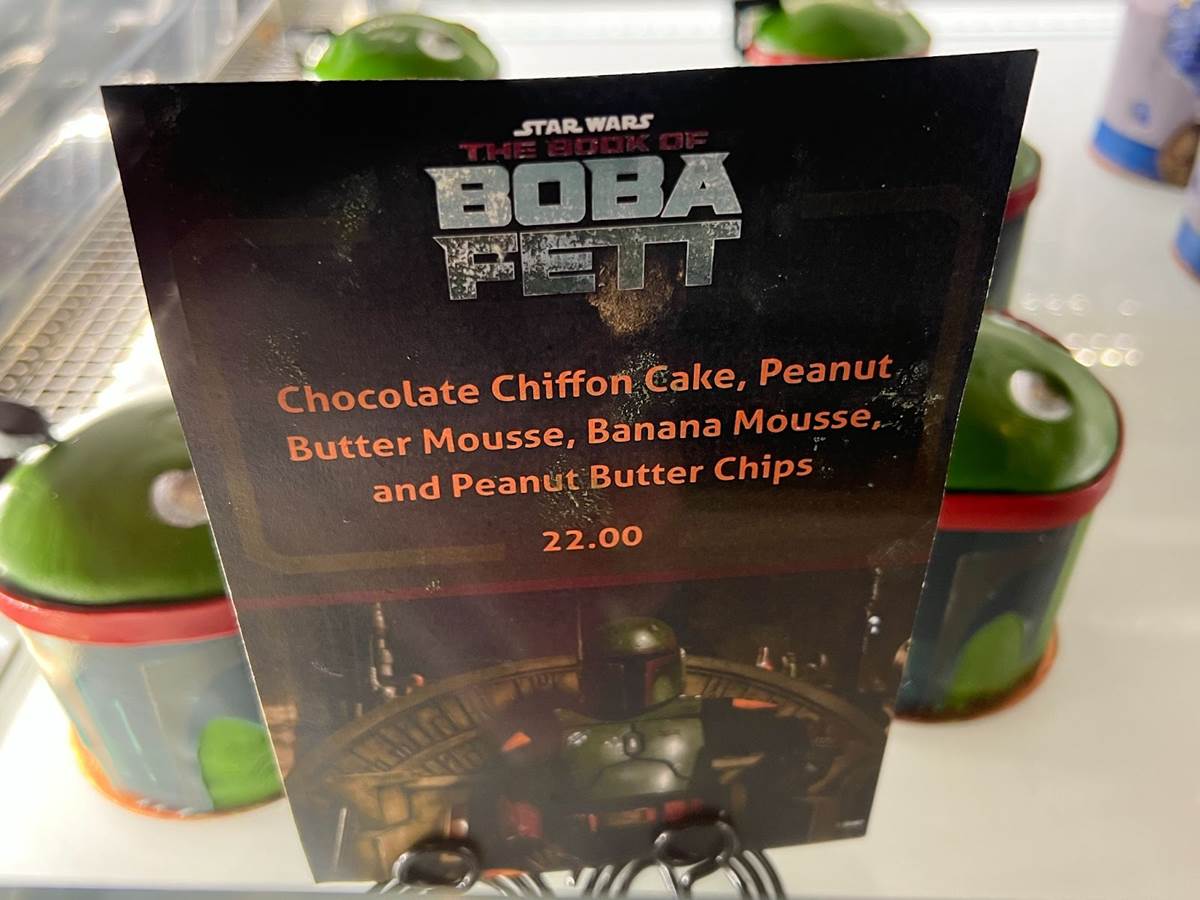 STAR WARS
THE BOOK OF
BOBA
FETT
Chocolate Chiffon Cake, Peanut
Butter Mousse, Banana Mousse,
and Peanut Butter Chips
22.00